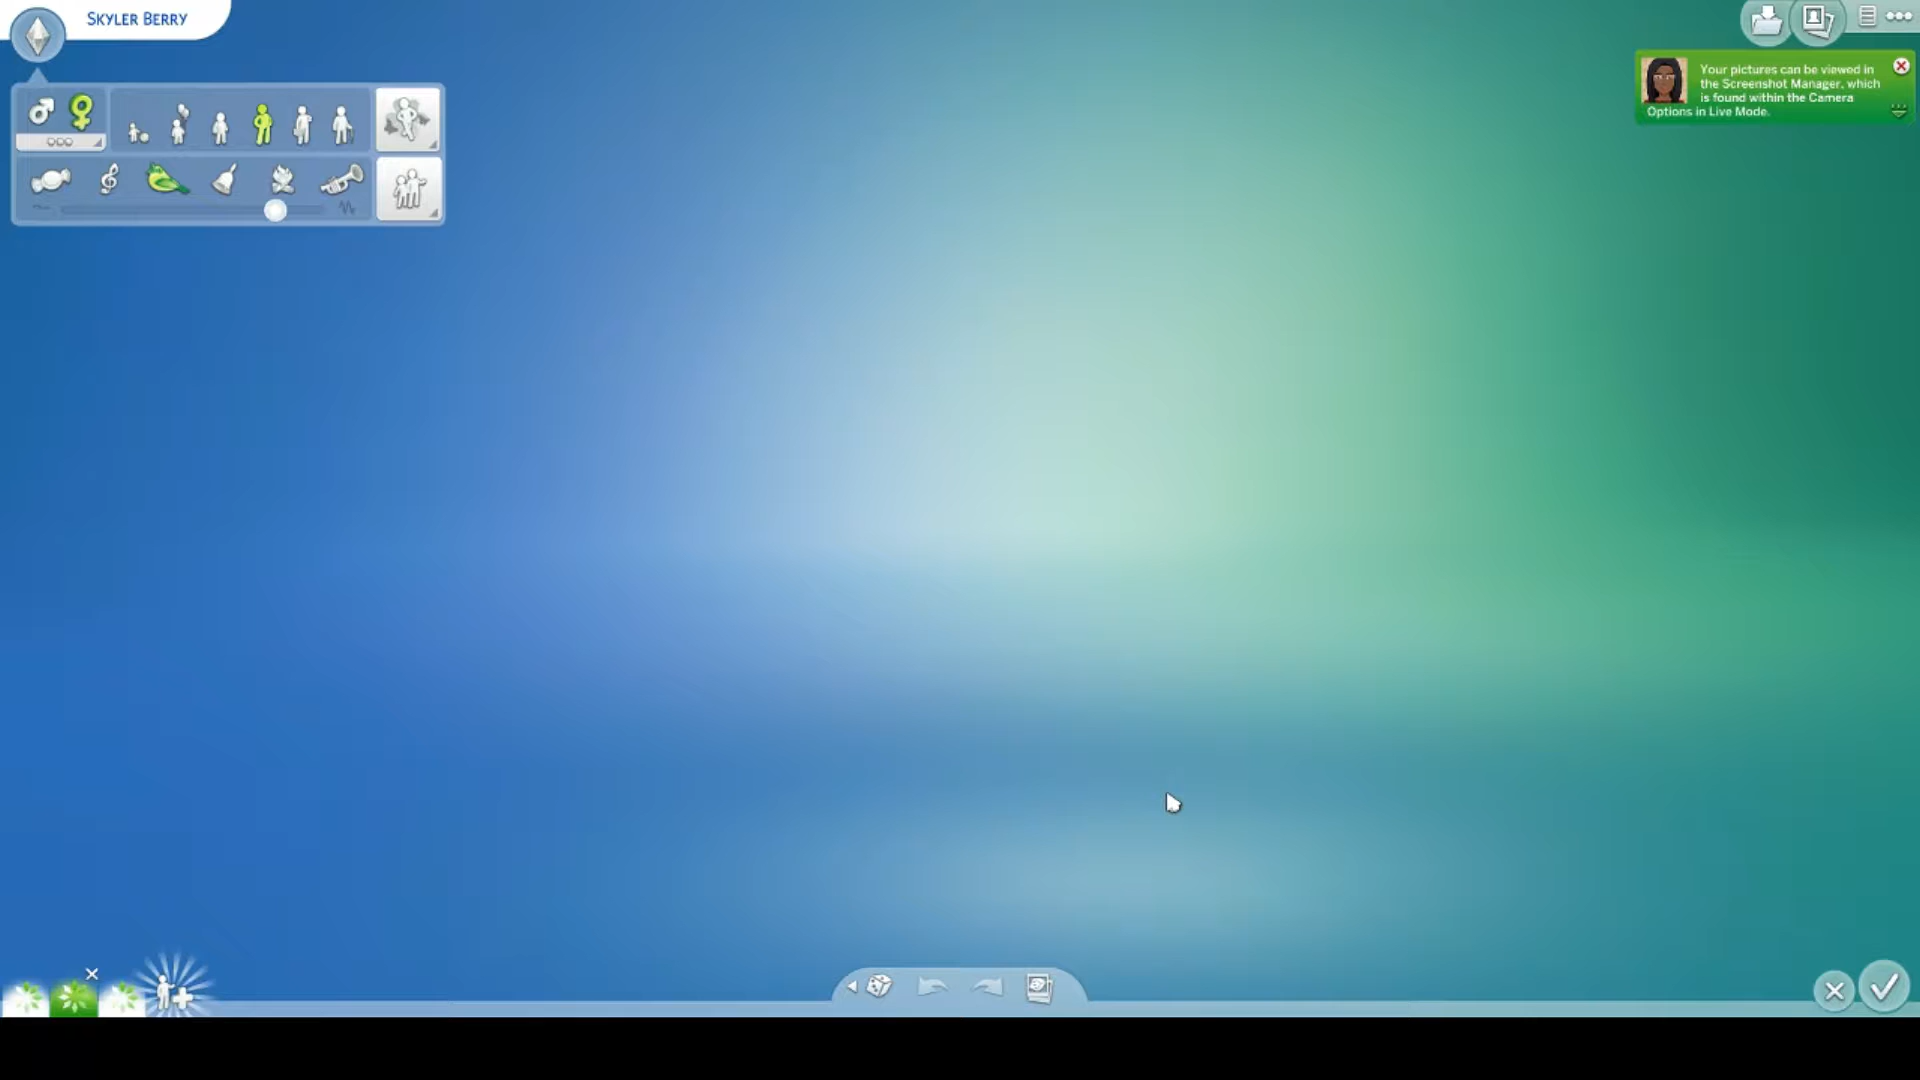 SKYLER BERRY
Your pictures can be viewed in
the Screenshot Manager, which
is found within the Camera
Options in Live Mode.